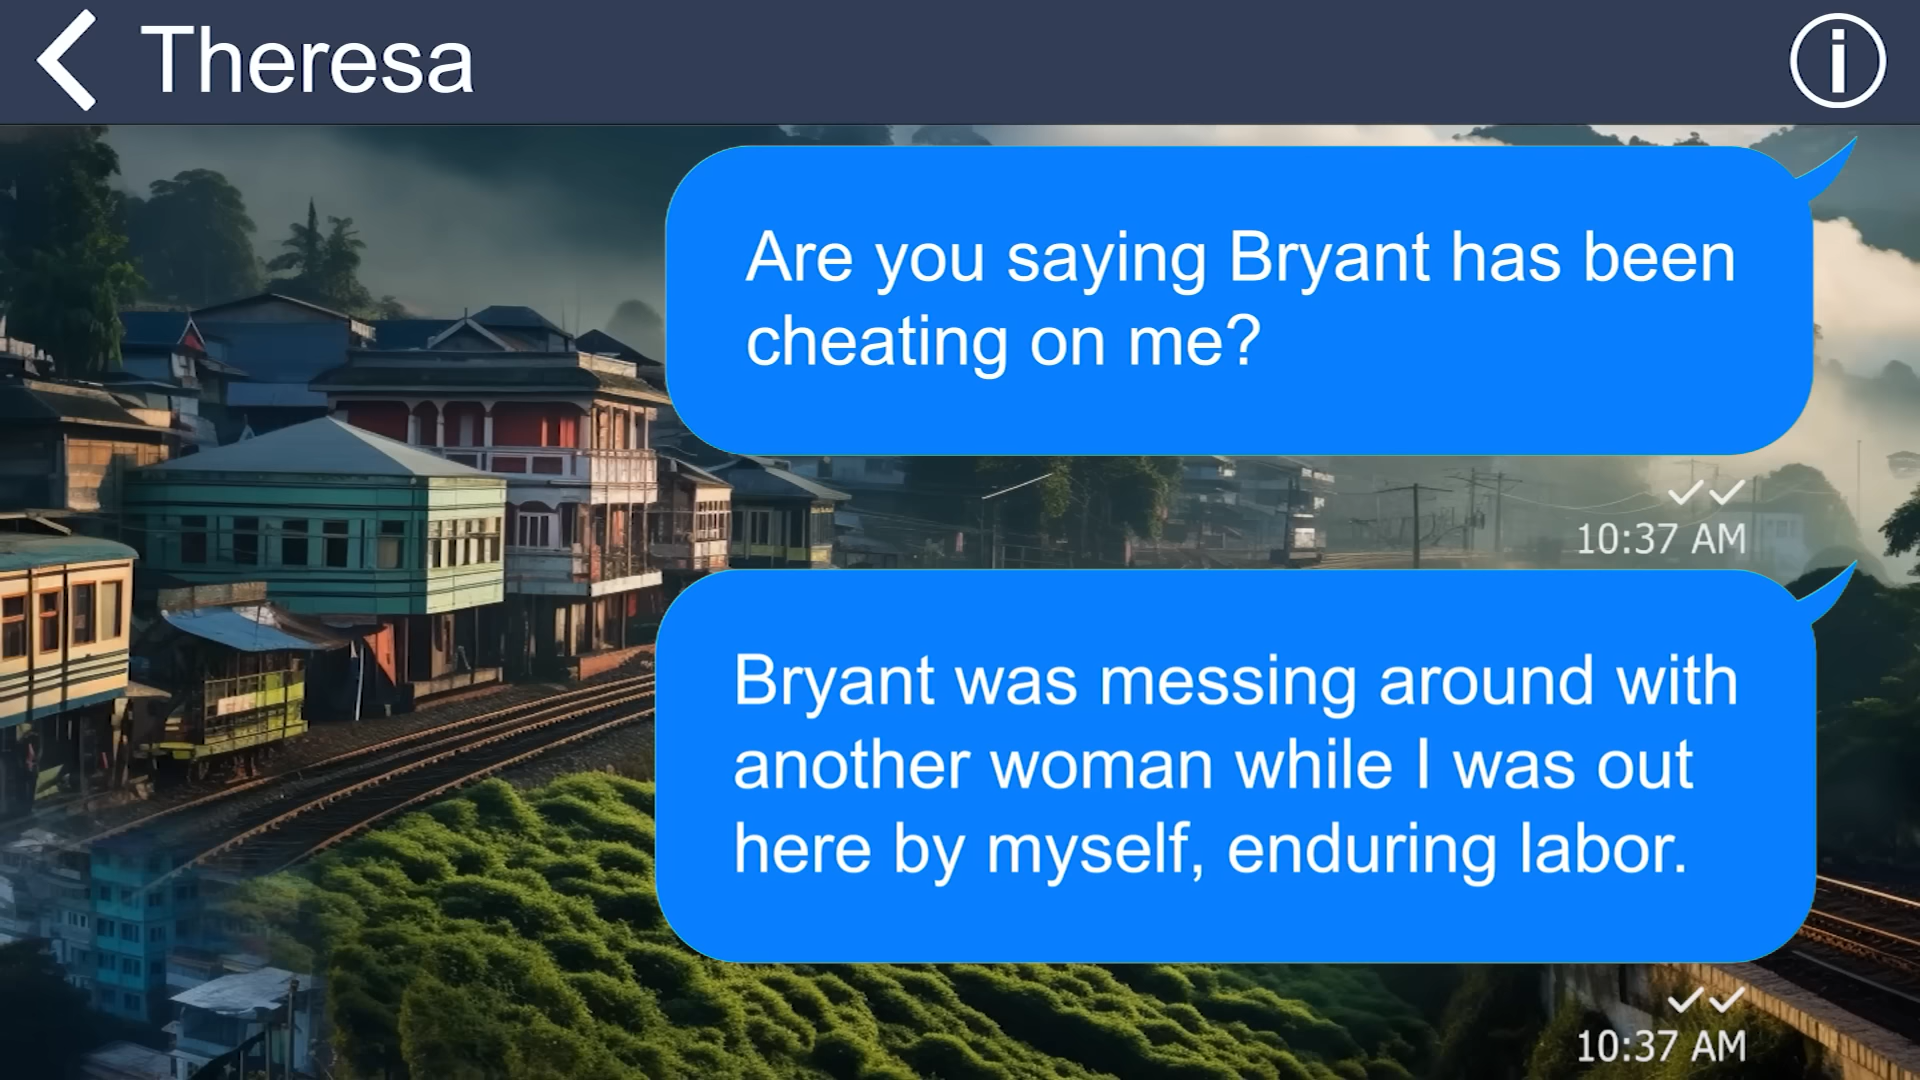 Theresa
Are you saying Bryant has been
cheating on me?
10:37 AM
Bryant was messing around with
another woman while I was out
here by myself, enduring labor.
10:37 AM